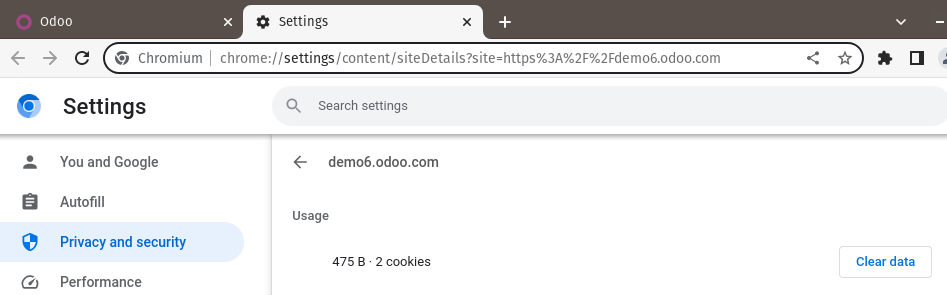 Odoo
Settings
Chromium chrome://settings/content/siteDetails?site=https%3A%2F%2Fdemo6.odoo.com
Settings
Search settings
You and Google
demo6.odoo.com
Autofill
Usage
Privacy and security
475 B · 2 cookies
Clear data
Performance